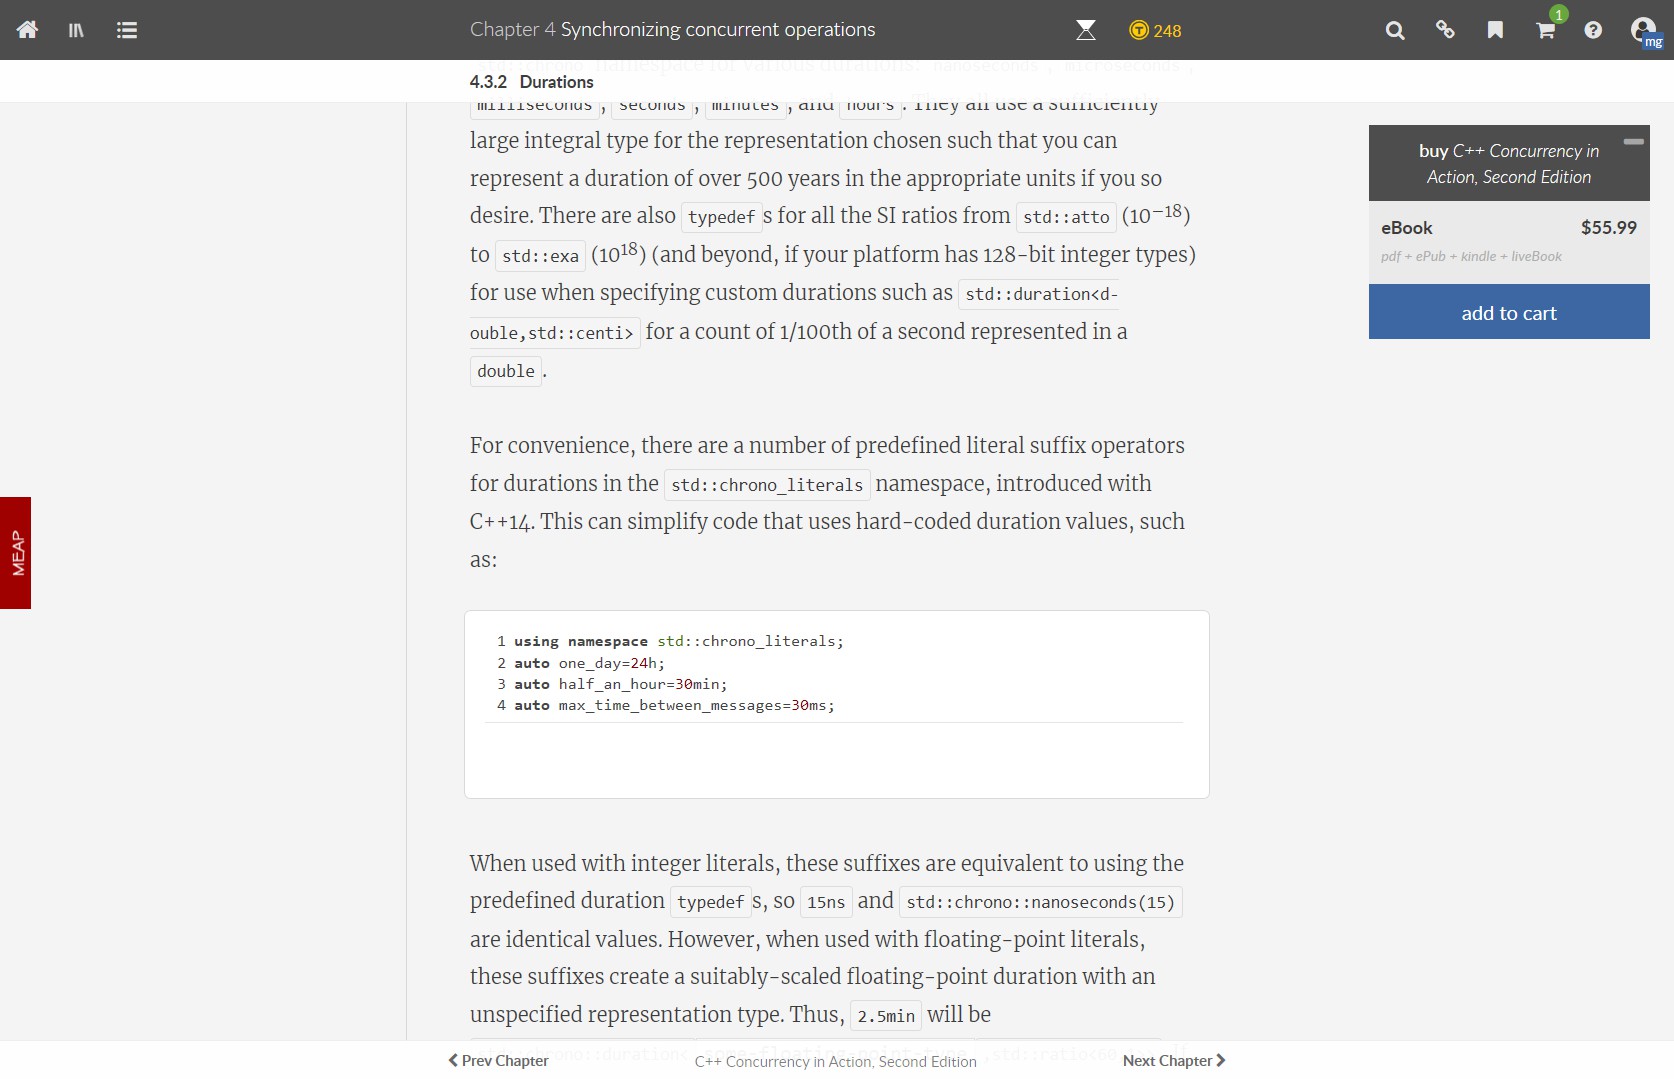 Chapter 4 Synchronizing concurrent operations
248
1
mg
4.3.2 Durations
milliseconds, seconds, minutes, and hours. They all use a sufficiently
large integral type for the representation chosen such that you can
represent a duration of over 500 years in the appropriate units if you so
desire. There are also typedefs for all the SI ratios from std::atto (10−18)
to std::exa (1018) (and beyond, if your platform has 128-bit integer types)
for use when specifying custom durations such as std::duration<d-
ouble,std::centi> for a count of 1/100th of a second represented in a
double.
For convenience, there are a number of predefined literal suffix operators
for durations in the std::chrono_literals namespace, introduced with
C++14. This can simplify code that uses hard-coded duration values, such
as:
1 using namespace std::chrono_literals;
2 auto one_day=24h;
3 auto half_an_hour=30min;
4 auto max_time_between_messages=30ms;
When used with integer literals, these suffixes are equivalent to using the
predefined duration typedefs, so 15ns and std::chrono::nanoseconds(15)
are identical values. However, when used with floating-point literals,
these suffixes create a suitably-scaled floating-point duration with an
unspecified representation type. Thus, 2.5min will be
MEAP
buy C++ Concurrency in
Action, Second Edition
eBook $55.99
pdf + ePub + kindle + liveBook
add to cart
Prev Chapter
C++ Concurrency in Action, Second Edition
Next Chapter